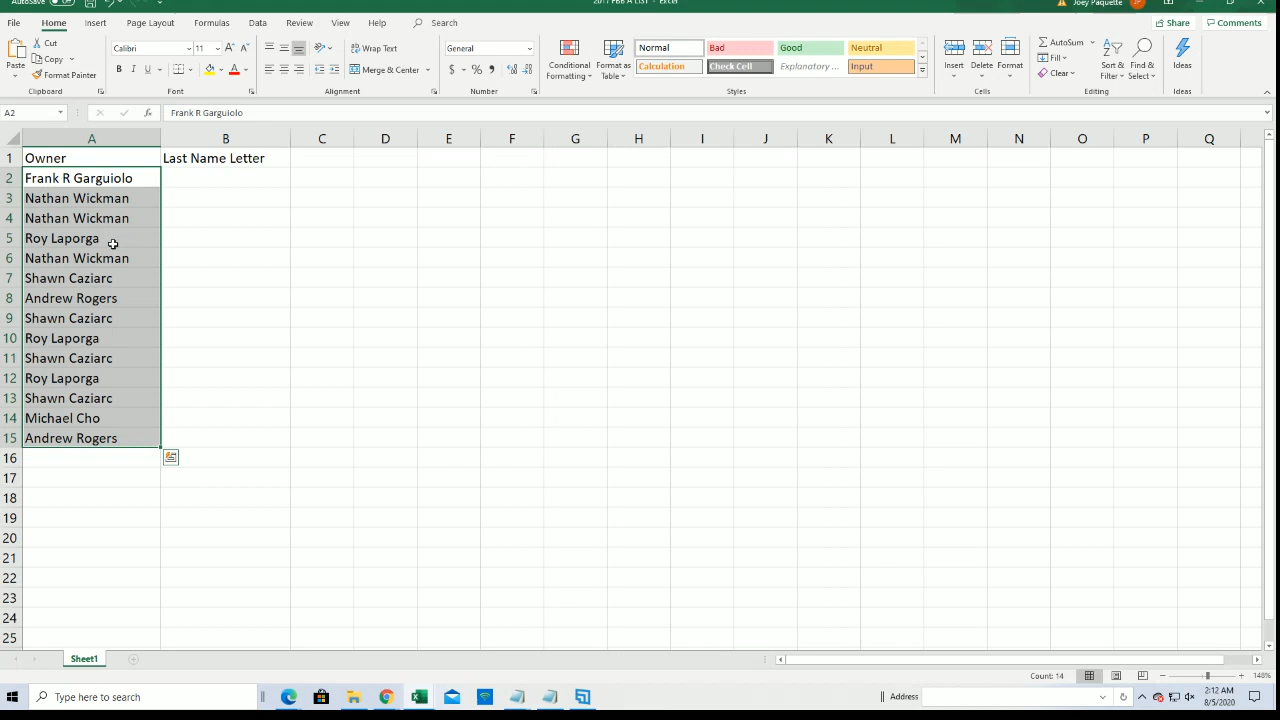 AutoSave Off 2017 FBB A LIST - Excel Joey Paquette JP
File Home Insert Page Layout Formulas Data Review View Help Search Share Comments
Paste Cut Copy Format Painter Clipboard
Calibri 11 B I U Font
Wrap Text Merge & Center Alignment
General $ % Number
Conditional Formatting Format as Table
Normal Bad Good Neutral
Calculation Check Cell Explanatory ... Input
Styles
Insert Delete Format Cells
AutoSum Fill Clear Sort & Filter Find & Select Editing
Ideas Ideas
A2 fx Frank R Garguiolo
A B C D E F G H I J K L M N O P Q
1 Owner Last Name Letter
2 Frank R Garguiolo
3 Nathan Wickman
4 Nathan Wickman
5 Roy Laporga
6 Nathan Wickman
7 Shawn Caziarc
8 Andrew Rogers
9 Shawn Caziarc
10 Roy Laporga
11 Shawn Caziarc
12 Roy Laporga
13 Shawn Caziarc
14 Michael Cho
15 Andrew Rogers
16
17
18
19
20
21
22
23
24
25
Sheet1
Count: 14 148%
Type here to search Address 2:12 AM
8/5/2020